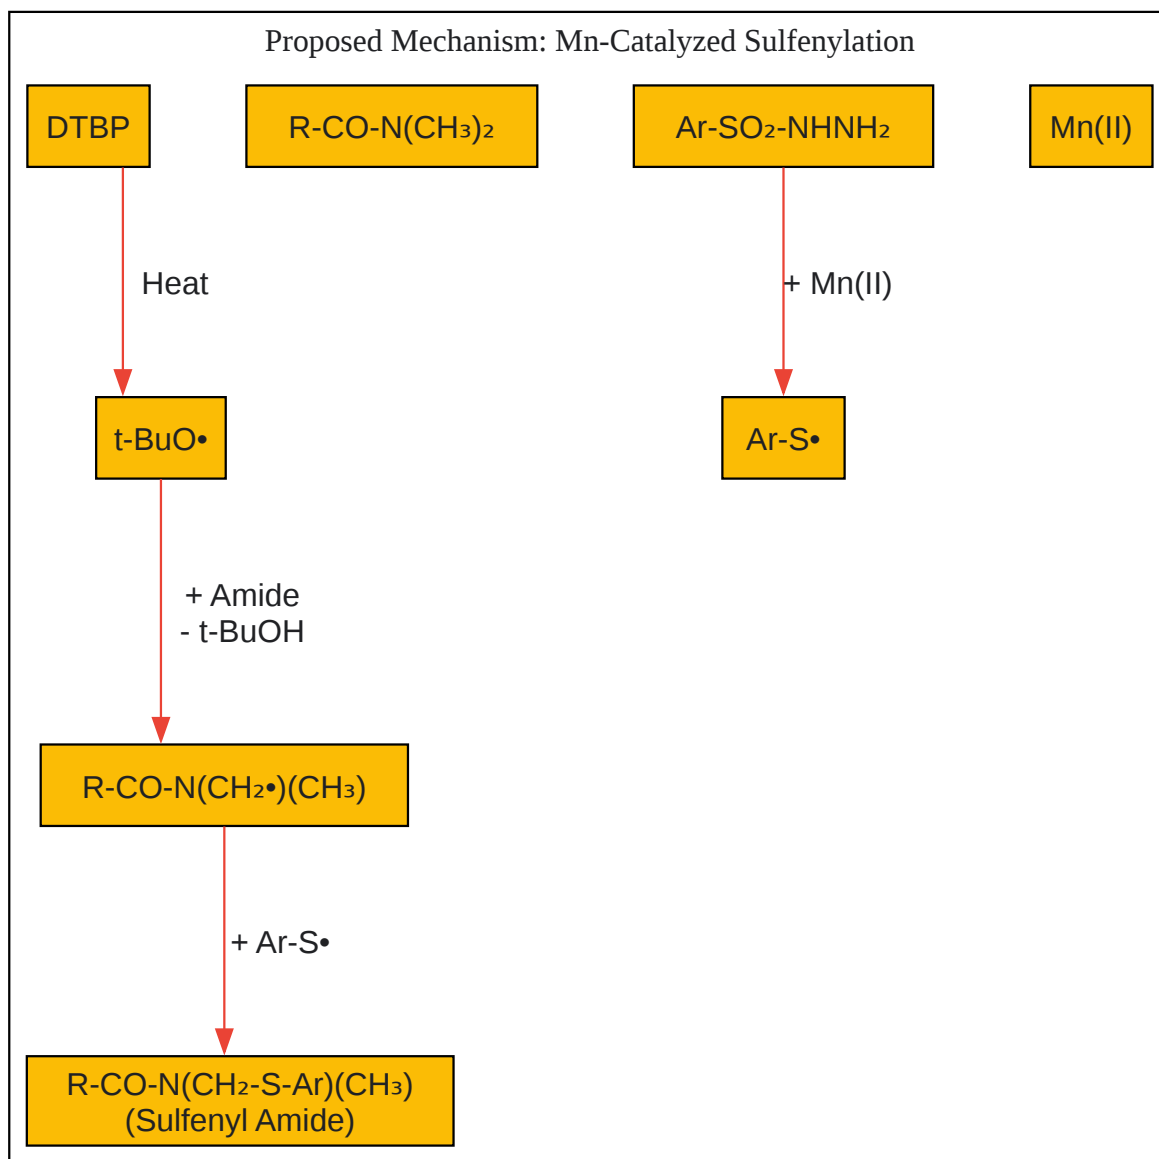 Proposed Mechanism: Mn-Catalyzed Sulfenylation
DTBP
R-CO-N(CH₃)₂
Ar-SO₂-NHNH₂
Mn(II)
Heat
+ Mn(II)
t-BuO•
Ar-S•
+ Amide
- t-BuOH
R-CO-N(CH₂•)(CH₃)
+ Ar-S•
R-CO-N(CH₂-S-Ar)(CH₃)
(Sulfenyl Amide)